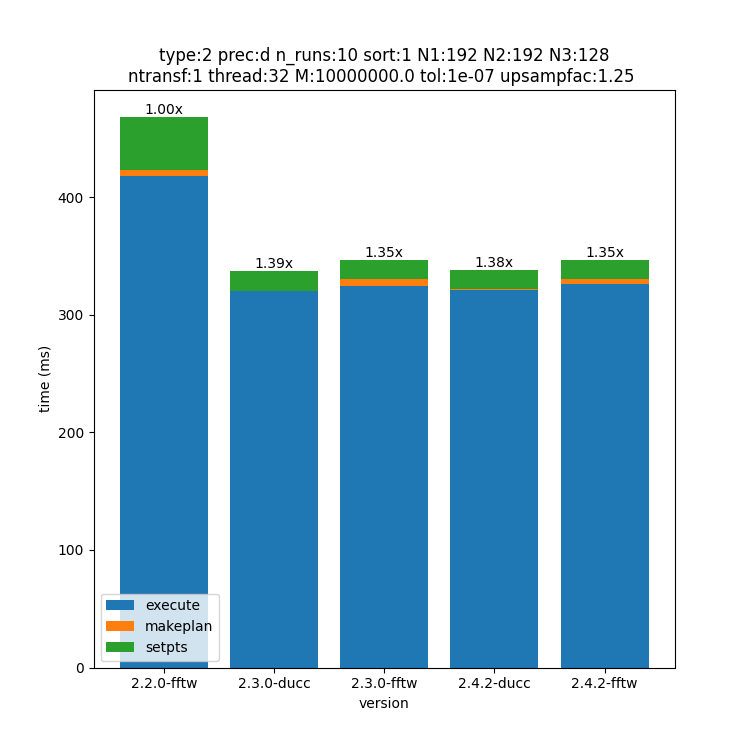 type:2 prec:d n_runs:10 sort:1 N1:192 N2:192 N3:128
ntransf:1 thread:32 M:10000000.0 tol:1e-07 upsampfac:1.25
1.00x
1.39x
1.35x
1.38x
1.35x
400
300
200
100
0
time (ms)
execute
makeplan
setpts
2.2.0-fftw
2.3.0-ducc
2.3.0-fftw
2.4.2-ducc
2.4.2-fftw
version